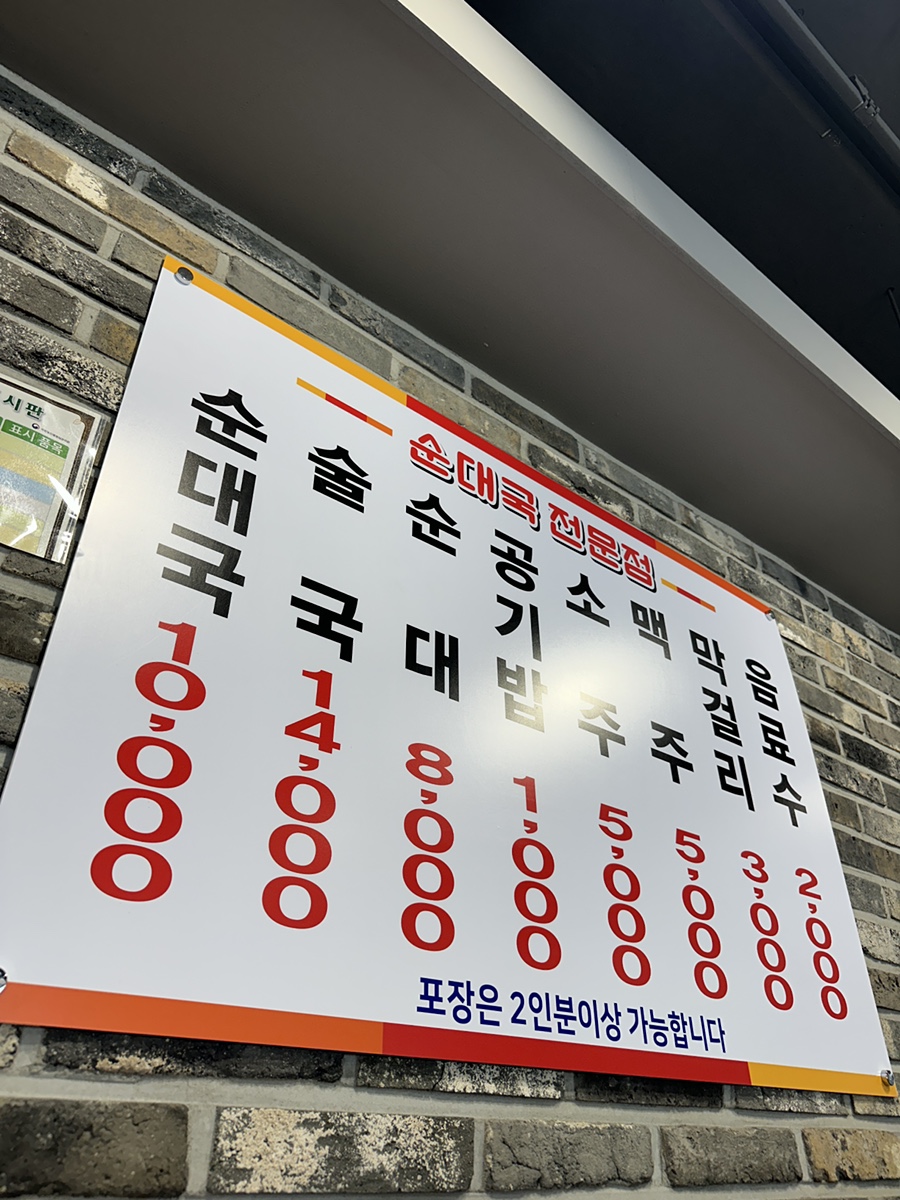 시판
표시품목
순대국 전문점
순대국 10,000
술국 14,000
순대 8,000
공기밥 1,000
소주 5,000
맥주 5,000
막걸리 3,000
음료수 2,000
포장은 2인분이상 가능합니다